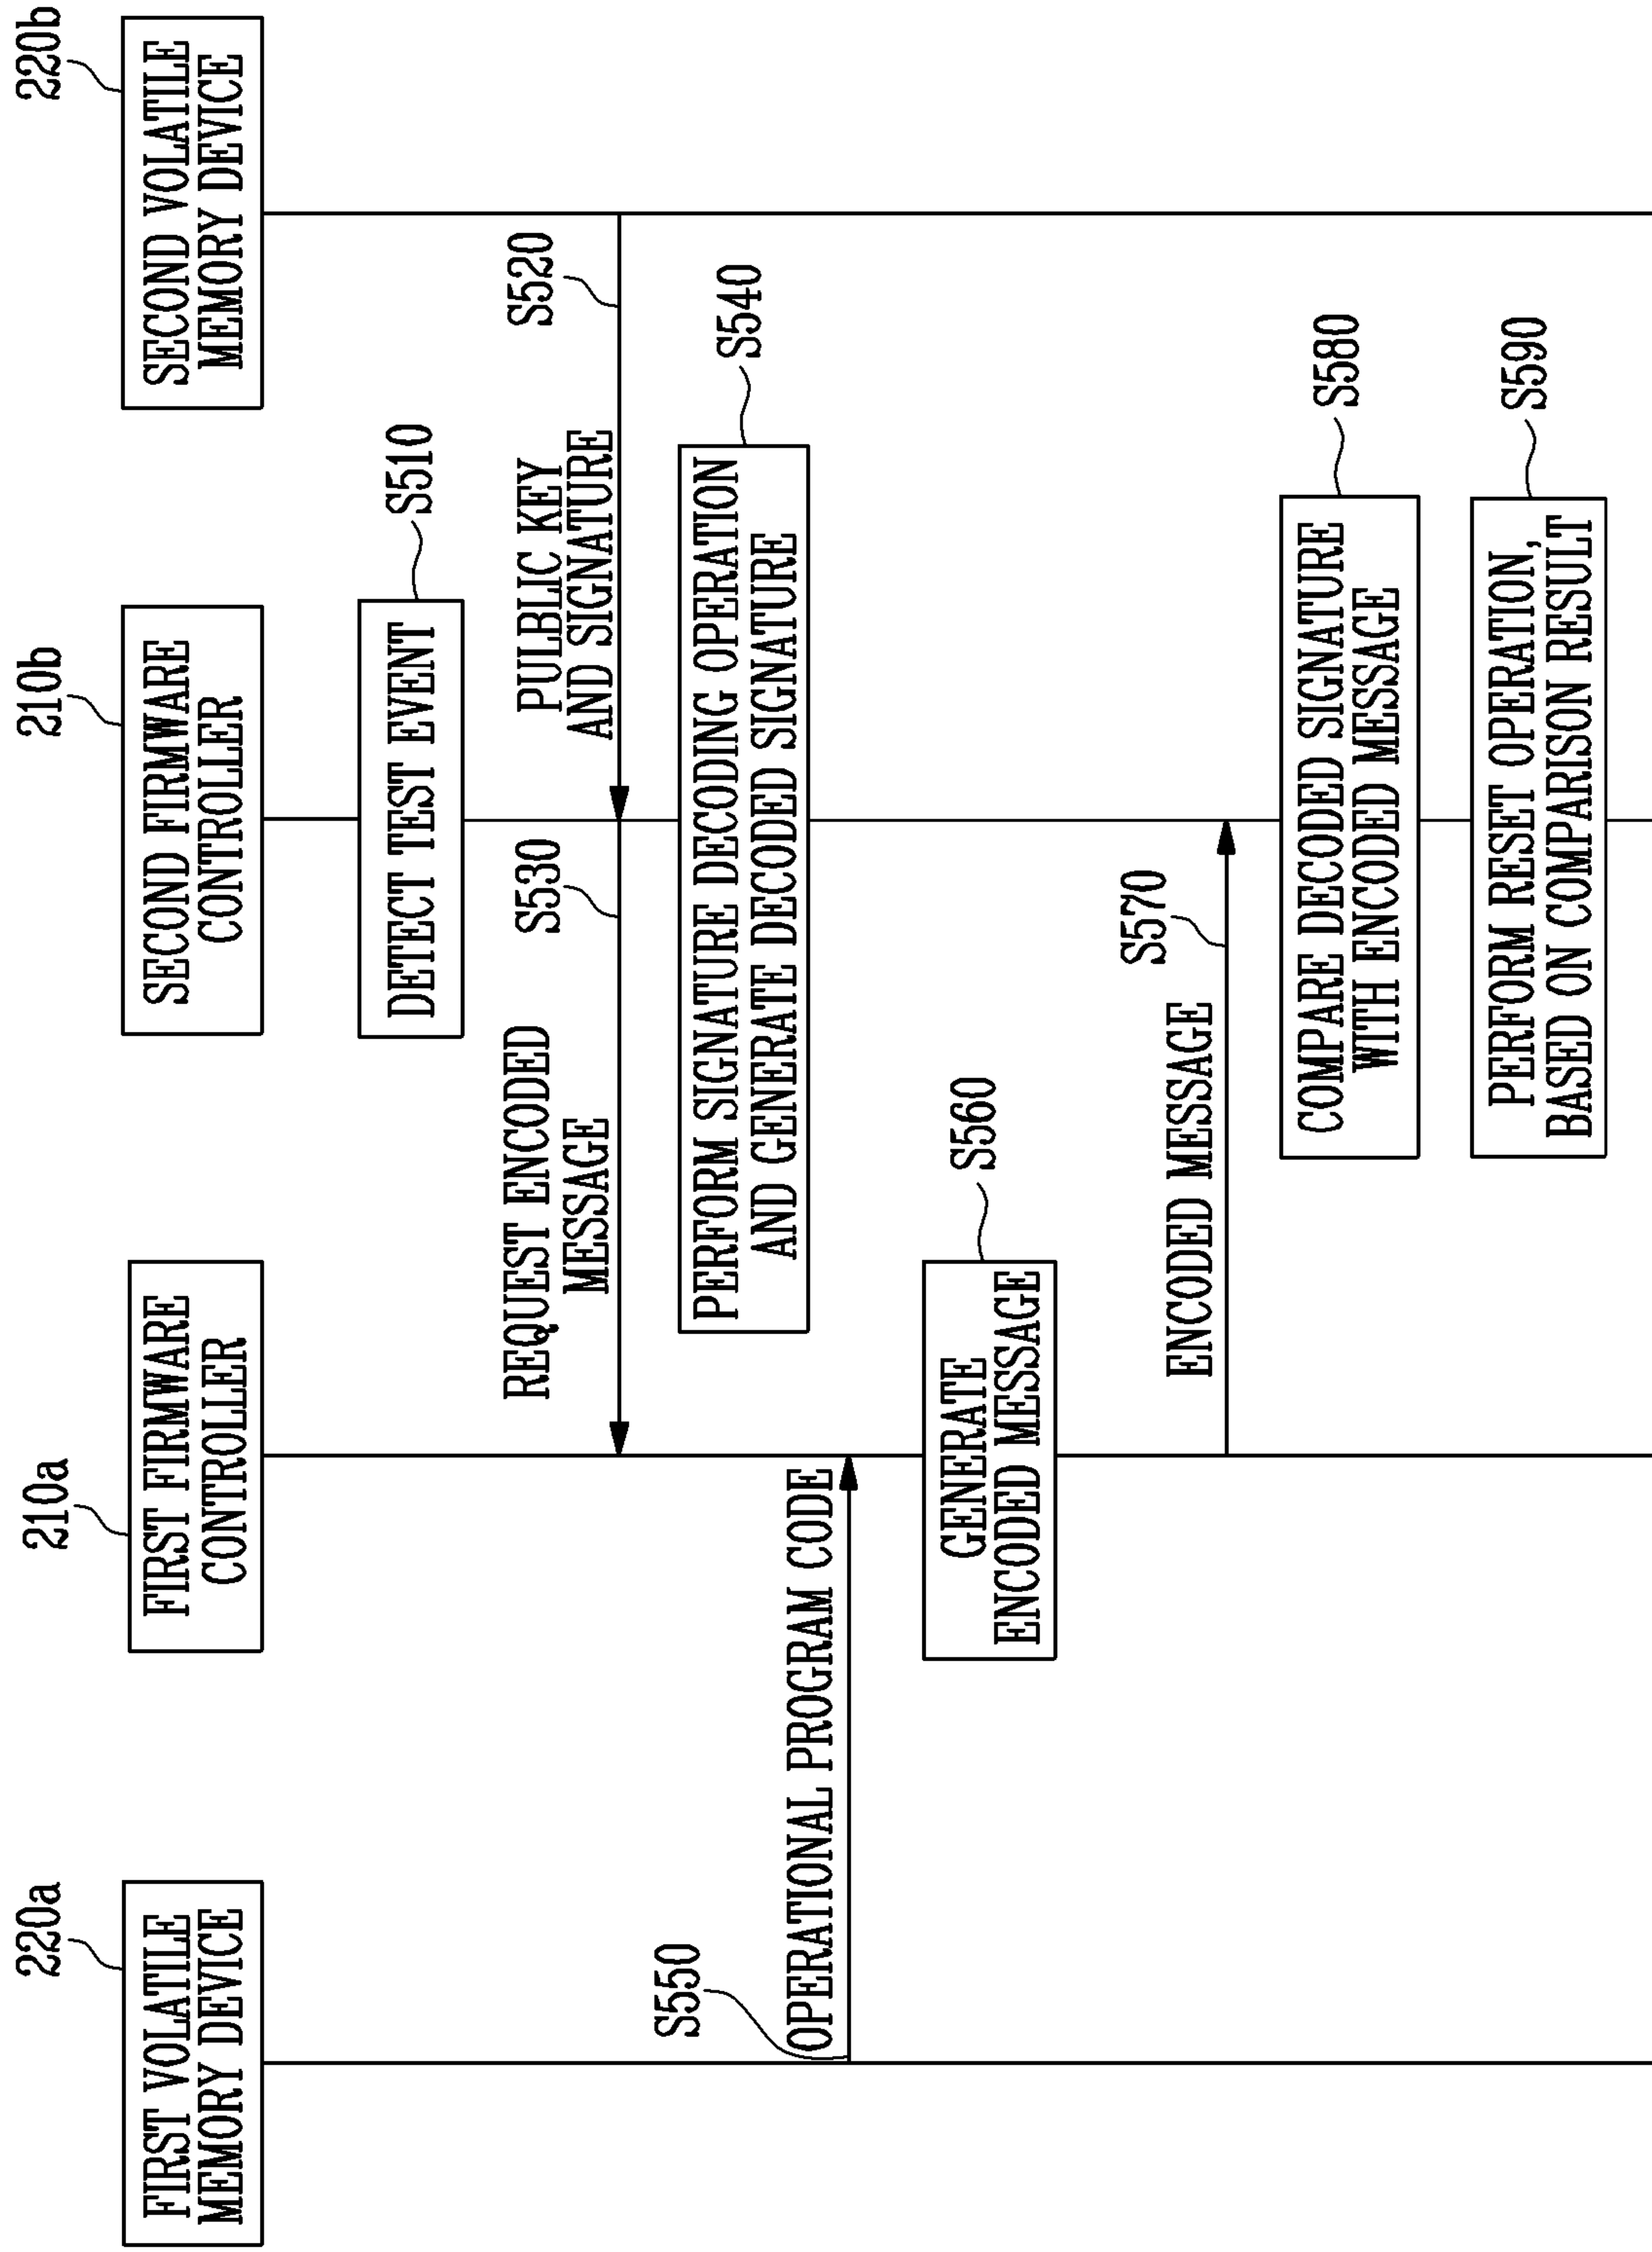 220a
FIRST VOLATILE
MEMORY DEVICE
210a
FIRST FIRMWARE
CONTROLLER
210b
SECOND FIRMWARE
CONTROLLER
220b
SECOND VOLATILE
MEMORY DEVICE
DETECT TEST EVENT
S510
REQUEST ENCODED
MESSAGE
S530
PULBLIC KEY
AND SIGNATURE
S520
PERFORM SIGNATURE DECODING OPERATION
AND GENERATE DECODED SIGNATURE
S540
S550
OPERATIONAL PROGRAM CODE
GENERATE
ENCODED MESSAGE
S560
ENCODED MESSAGE
S570
COMPARE DECODED SIGNATURE
WITH ENCODED MESSAGE
S580
PERFORM RESET OPERATION,
BASED ON COMPARISON RESULT
S590